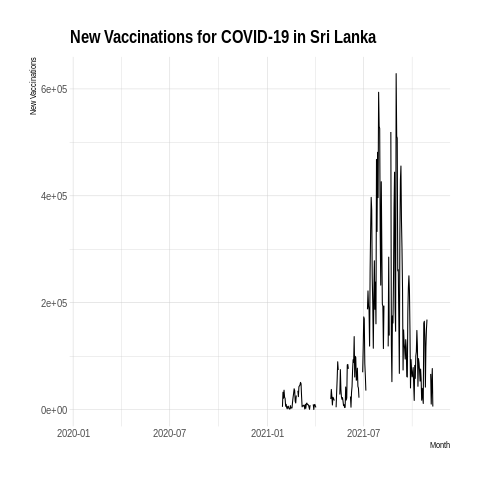 New Vaccinations for COVID-19 in Sri Lanka
New Vaccinations
6e+05
4e+05
2e+05
0e+00
2020-01 2020-07 2021-01 2021-07
Month